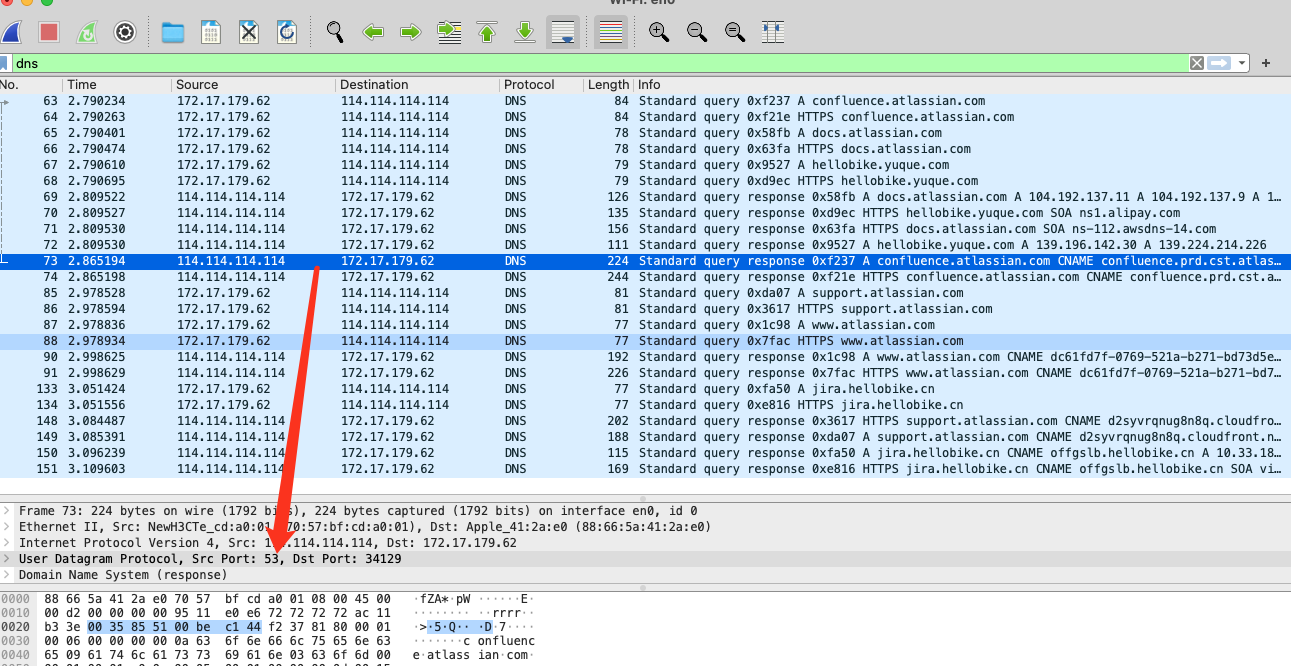 Wi-Fi: en0
dns
No. Time Source Destination Protocol Length Info
63 2.790234 172.17.179.62 114.114.114.114 DNS 84 Standard query 0xf237 A confluence.atlassian.com
64 2.790263 172.17.179.62 114.114.114.114 DNS 84 Standard query 0xf21e HTTPS confluence.atlassian.com
65 2.790401 172.17.179.62 114.114.114.114 DNS 78 Standard query 0x58fb A docs.atlassian.com
66 2.790474 172.17.179.62 114.114.114.114 DNS 78 Standard query 0x63fa HTTPS docs.atlassian.com
67 2.790610 172.17.179.62 114.114.114.114 DNS 79 Standard query 0x9527 A hellobike.yuque.com
68 2.790695 172.17.179.62 114.114.114.114 DNS 79 Standard query 0xd9ec HTTPS hellobike.yuque.com
69 2.809522 114.114.114.114 172.17.179.62 DNS 126 Standard query response 0x58fb A docs.atlassian.com A 104.192.137.11 A 104.192.137.9 A 1…
70 2.809527 114.114.114.114 172.17.179.62 DNS 135 Standard query response 0xd9ec HTTPS hellobike.yuque.com SOA ns1.alipay.com
71 2.809530 114.114.114.114 172.17.179.62 DNS 156 Standard query response 0x63fa HTTPS docs.atlassian.com SOA ns-112.awsdns-14.com
72 2.809530 114.114.114.114 172.17.179.62 DNS 111 Standard query response 0x9527 A hellobike.yuque.com A 139.196.142.30 A 139.224.214.226
73 2.865194 114.114.114.114 172.17.179.62 DNS 224 Standard query response 0xf237 A confluence.atlassian.com CNAME confluence.prd.cst.atlas…
74 2.865198 114.114.114.114 172.17.179.62 DNS 244 Standard query response 0xf21e HTTPS confluence.atlassian.com CNAME confluence.prd.cst.a…
85 2.978528 172.17.179.62 114.114.114.114 DNS 81 Standard query 0xda07 A support.atlassian.com
86 2.978594 172.17.179.62 114.114.114.114 DNS 81 Standard query 0x3617 HTTPS support.atlassian.com
87 2.978836 172.17.179.62 114.114.114.114 DNS 77 Standard query 0x1c98 A www.atlassian.com
88 2.978934 172.17.179.62 114.114.114.114 DNS 77 Standard query 0x7fac HTTPS www.atlassian.com
90 2.998625 114.114.114.114 172.17.179.62 DNS 192 Standard query response 0x1c98 A www.atlassian.com CNAME dc61fd7f-0769-521a-b271-bd73d5e…
91 2.998629 114.114.114.114 172.17.179.62 DNS 226 Standard query response 0x7fac HTTPS www.atlassian.com CNAME dc61fd7f-0769-521a-b271-bd7…
133 3.051424 172.17.179.62 114.114.114.114 DNS 77 Standard query 0xfa50 A jira.hellobike.cn
134 3.051556 172.17.179.62 114.114.114.114 DNS 77 Standard query 0xe816 HTTPS jira.hellobike.cn
148 3.084487 114.114.114.114 172.17.179.62 DNS 202 Standard query response 0x3617 HTTPS support.atlassian.com CNAME d2syvrqnug8n8q.cloudfro…
149 3.085391 114.114.114.114 172.17.179.62 DNS 188 Standard query response 0xda07 A support.atlassian.com CNAME d2syvrqnug8n8q.cloudfront.n…
150 3.096239 114.114.114.114 172.17.179.62 DNS 115 Standard query response 0xfa50 A jira.hellobike.cn CNAME offgslb.hellobike.cn A 10.33.18…
151 3.109603 114.114.114.114 172.17.179.62 DNS 169 Standard query response 0xe816 HTTPS jira.hellobike.cn CNAME offgslb.hellobike.cn SOA vi…
Frame 73: 224 bytes on wire (1792 bits), 224 bytes captured (1792 bits) on interface en0, id 0
Ethernet II, Src: NewH3CTe_cd:a0:01 (70:57:bf:cd:a0:01), Dst: Apple_41:2a:e0 (88:66:5a:41:2a:e0)
Internet Protocol Version 4, Src: 114.114.114.114, Dst: 172.17.179.62
User Datagram Protocol, Src Port: 53, Dst Port: 34129
Domain Name System (response)
0000 88 66 5a 41 2a e0 70 57 bf cd a0 01 08 00 45 00 ·fZA*·pW ······E·
0010 00 d2 00 00 00 00 95 11 e0 e6 72 72 72 72 ac 11 ········ ··rrrr··
0020 b3 3e 00 35 85 51 00 be c1 44 f2 37 81 80 00 01 ·>·5·Q·· ·D·7····
0030 00 06 00 00 00 00 0a 63 6f 6e 66 6c 75 65 6e 63 ·······c onfluenc
0040 65 09 61 74 6c 61 73 73 69 61 6e 03 63 6f 6d 00 e·atlass ian·com·